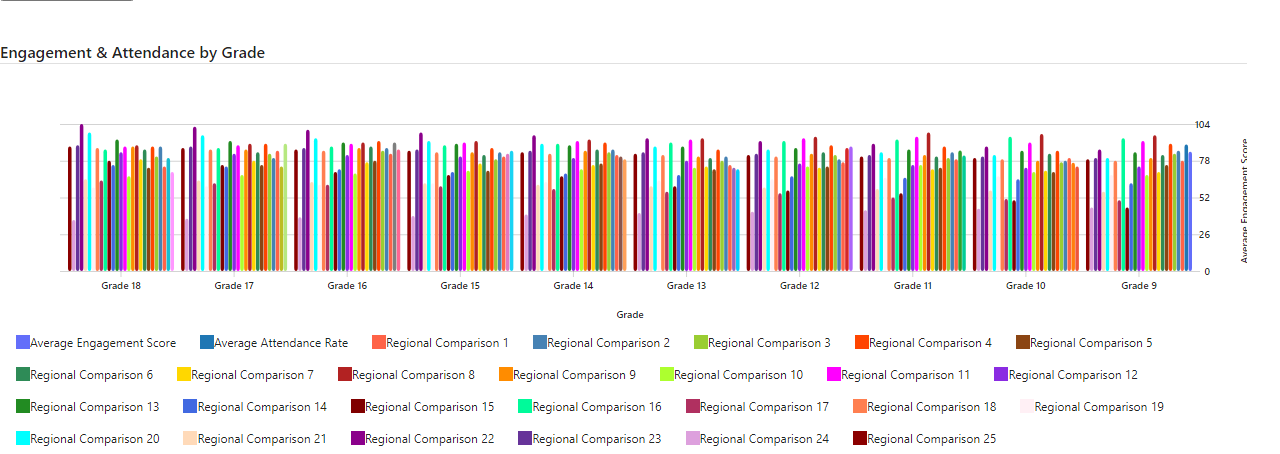 Engagement & Attendance by Grade
104
78
52
26
0
Average Engagement Score
Grade 18 Grade 17 Grade 16 Grade 15 Grade 14 Grade 13 Grade 12 Grade 11 Grade 10 Grade 9
Grade
Average Engagement Score Average Attendance Rate Regional Comparison 1 Regional Comparison 2 Regional Comparison 3 Regional Comparison 4 Regional Comparison 5
Regional Comparison 6 Regional Comparison 7 Regional Comparison 8 Regional Comparison 9 Regional Comparison 10 Regional Comparison 11 Regional Comparison 12
Regional Comparison 13 Regional Comparison 14 Regional Comparison 15 Regional Comparison 16 Regional Comparison 17 Regional Comparison 18 Regional Comparison 19
Regional Comparison 20 Regional Comparison 21 Regional Comparison 22 Regional Comparison 23 Regional Comparison 24 Regional Comparison 25